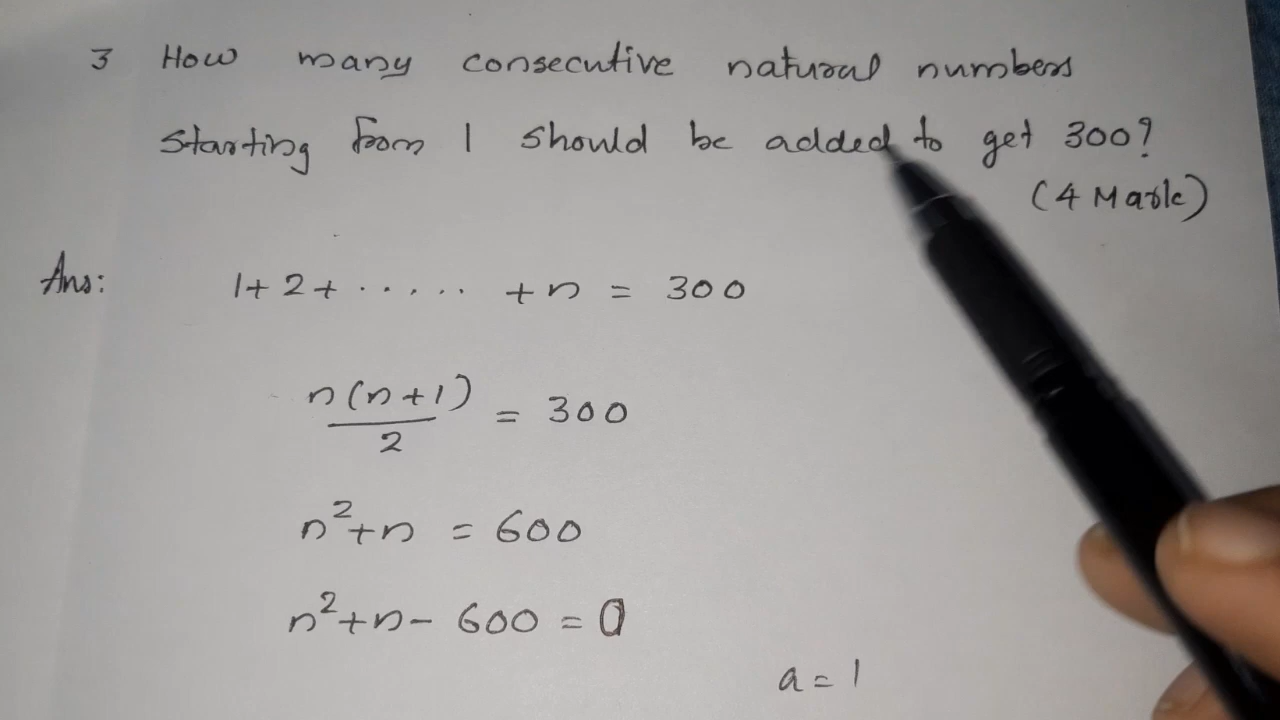 3 How many consecutive natural numbers
starting from 1 should be added to get 300?
(4 Mark)
Ans: 1+2+ ..... +n = 300
n(n+1)/2 = 300
n²+n = 600
n²+n- 600 = 0
a = 1